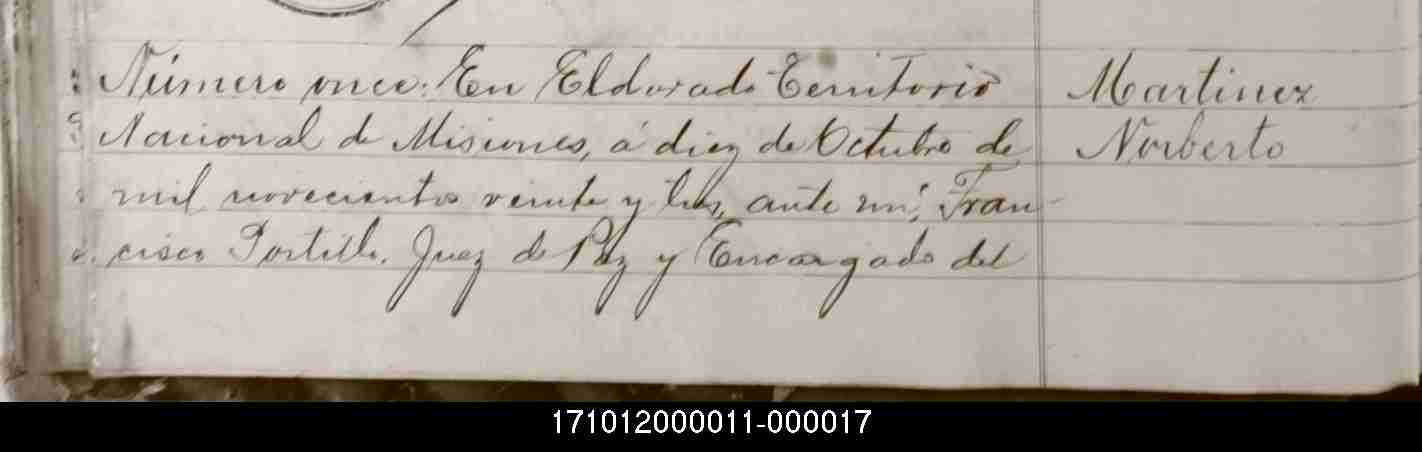 Número once: En Eldorado Territorio
Nacional de Misiones, á diez de Octubre de
mil novecientos veinte y tres, ante mí, Fran-
cisco Portillo, Juez de Paz y Encargado del
Martinez
Norberto
171012000011-000017